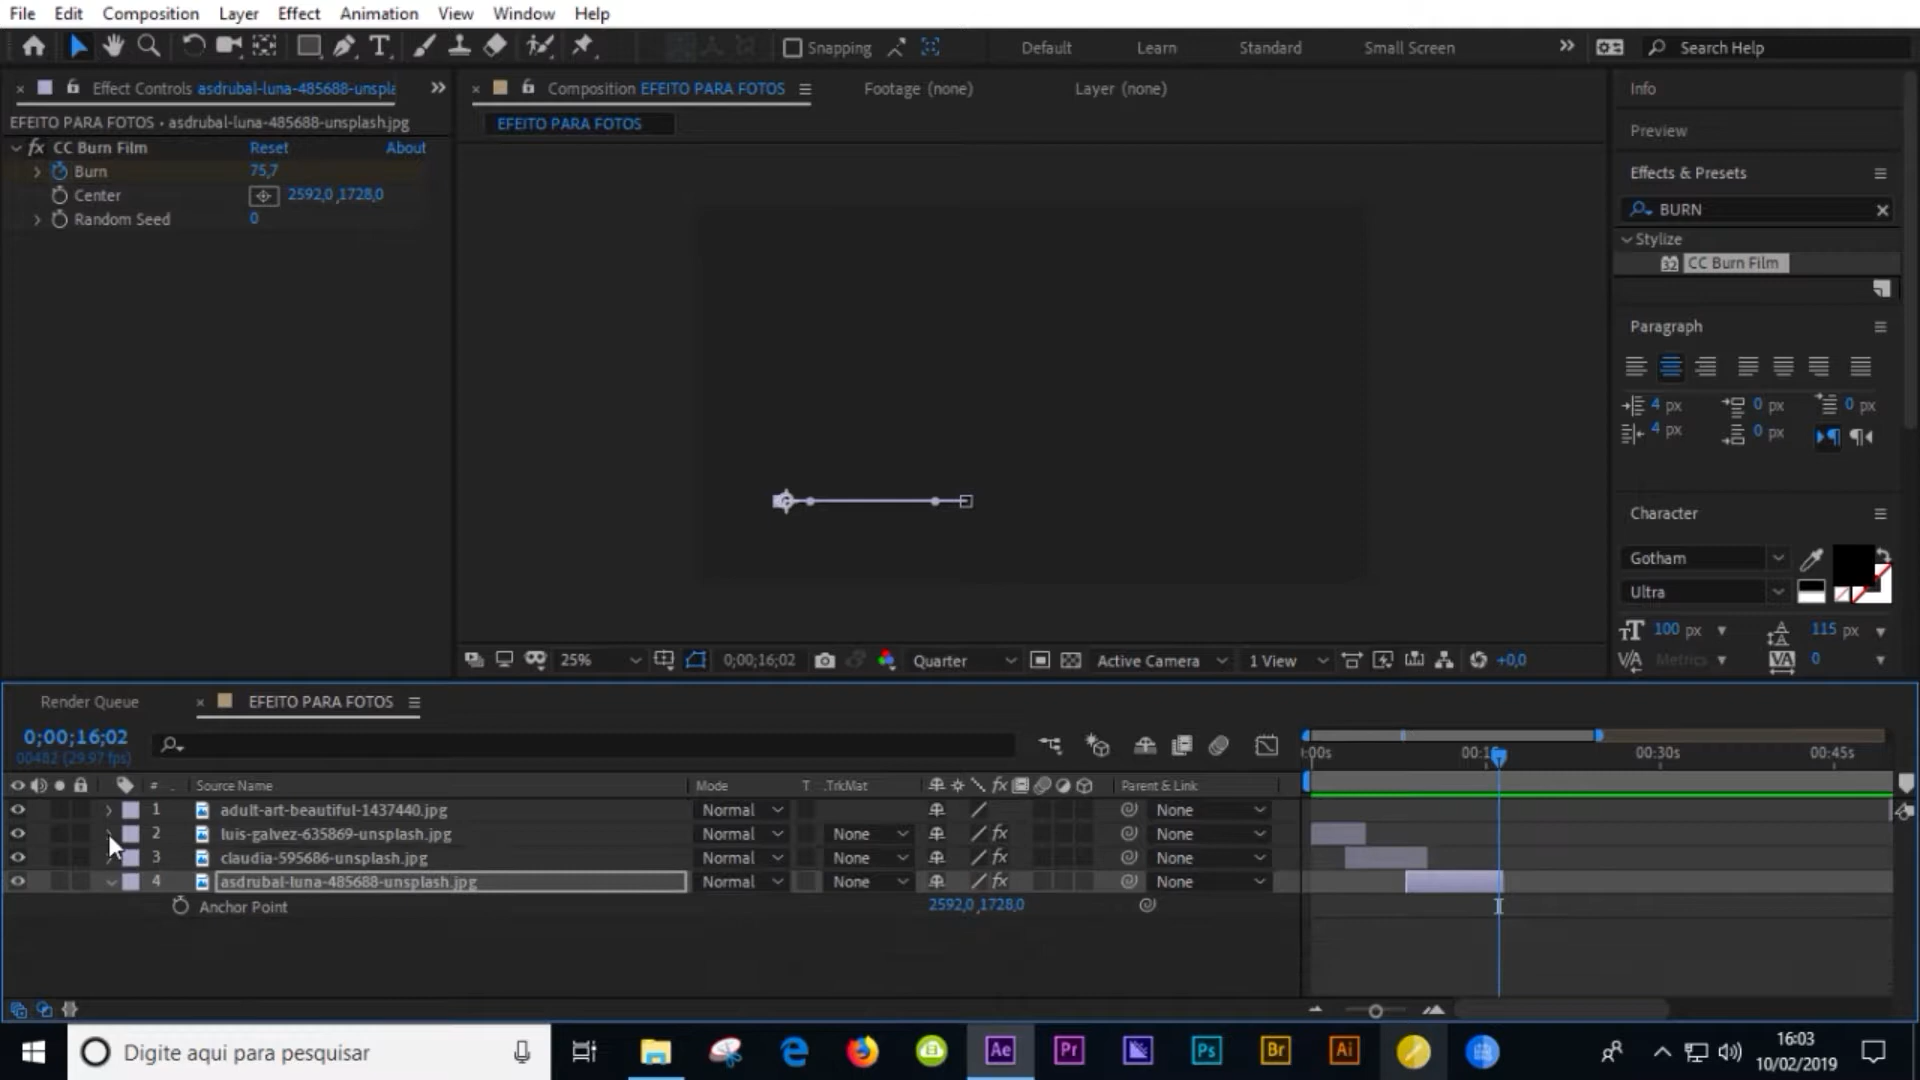 File Edit Composition Layer Effect Animation View Window Help
Snapping Default Learn Standard Small Screen Search Help
Effect Controls asdrubal-luna-485688-unspla
Composition EFEITO PARA FOTOS Footage (none) Layer (none)
Info
EFEITO PARA FOTOS • asdrubal-luna-485688-unsplash.jpg
EFEITO PARA FOTOS
Preview
fx CC Burn Film Reset About
Burn 75,7
Center 2592,0 ,1728,0
Random Seed 0
Effects & Presets
BURN
Stylize
32 CC Burn Film
Paragraph
4 px 0 px 0 px
4 px 0 px
Character
Gotham
Ultra
100 px 115 px
Metrics 0
25% 0;00;16;02 Quarter Active Camera 1 View +0,0
Render Queue EFEITO PARA FOTOS
0;00;16;02
00482 (29.97 fps)
:00s 00:15 00:30s 00:45s
# Source Name Mode T .TrkMat fx Parent & Link
1 adult-art-beautiful-1437440.jpg Normal None
2 luis-galvez-635869-unsplash.jpg Normal None fx None
3 claudia-595686-unsplash.jpg Normal None fx None
4 asdrubal-luna-485688-unsplash.jpg Normal None fx None
Anchor Point 2592,0 ,1728,0
Digite aqui para pesquisar Ae Pr Ps Br Ai 16:03
10/02/2019